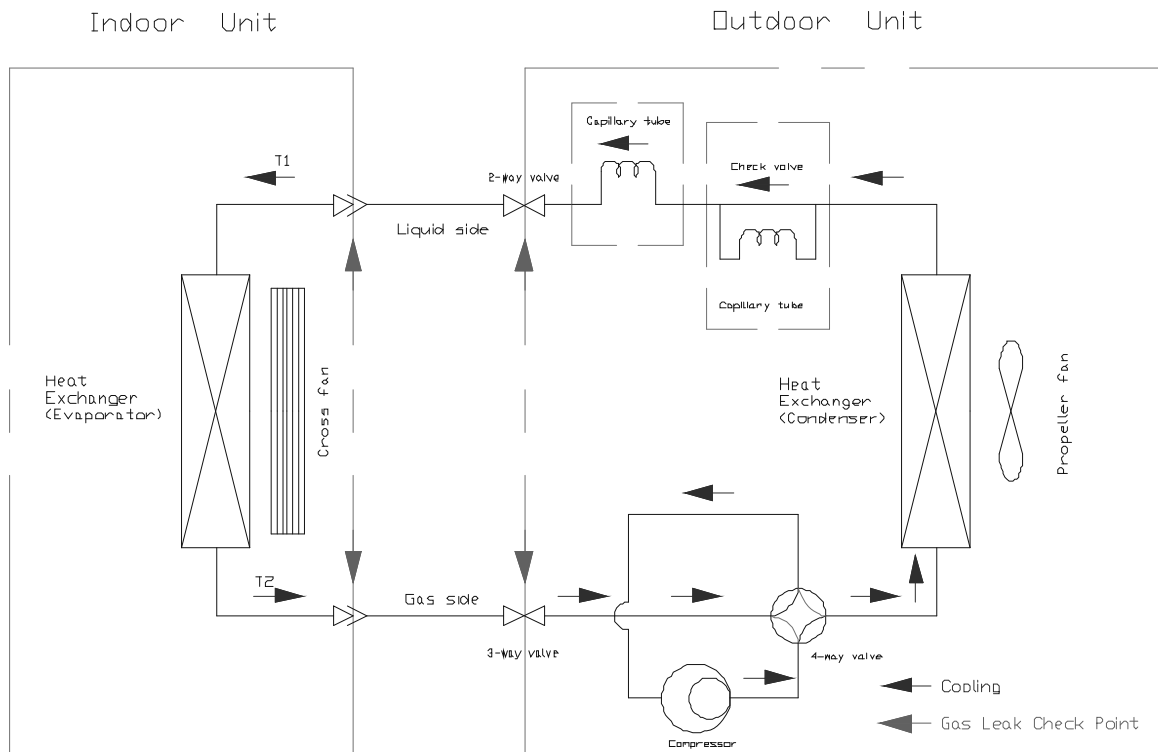 Indoor Unit
Outdoor Unit
Capillary tube
T1
Check valve
2-way valve
Liquid side
Capillary tube
Heat
Exchanger
(Evaporator)
Cross fan
Heat
Exchanger
(Condenser)
Propeller fan
T2
Gas side
3-way valve
4-way valve
Cooling
Gas Leak Check Point
Compressor